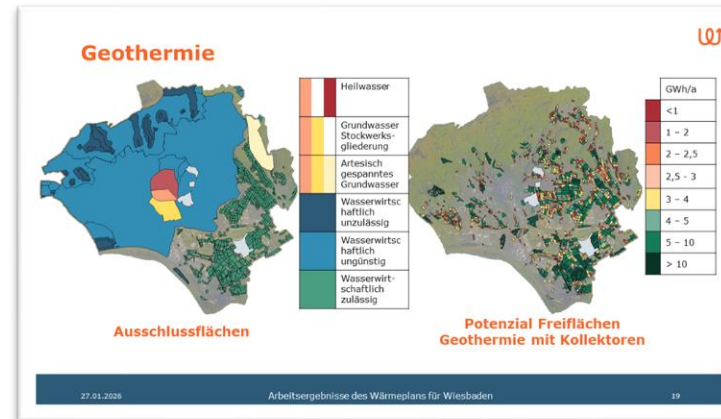 Geothermie
Heilwasser
Grundwasser
Stockwerks-
gliederung
Artesisch
gespanntes
Grundwasser
Wasserwirtsc
haftlich
unzulässig
Wasserwirtsc
haftlich
ungünstig
Wasserwirt-
schaftlich
zulässig
Ausschlussflächen
GWh/a
<1
1 – 2
2 – 2,5
2,5 - 3
3 – 4
4 – 5
5 – 10
> 10
Potenzial Freiflächen
Geothermie mit Kollektoren
27.01.2026
Arbeitsergebnisse des Wärmeplans für Wiesbaden
19